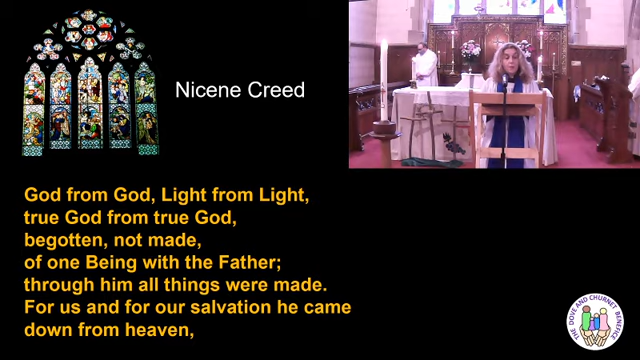 Nicene Creed
God from God, Light from Light,
true God from true God,
begotten, not made,
of one Being with the Father;
through him all things were made.
For us and for our salvation he came
down from heaven,
THE DOVE AND CHURNET BENEFICE